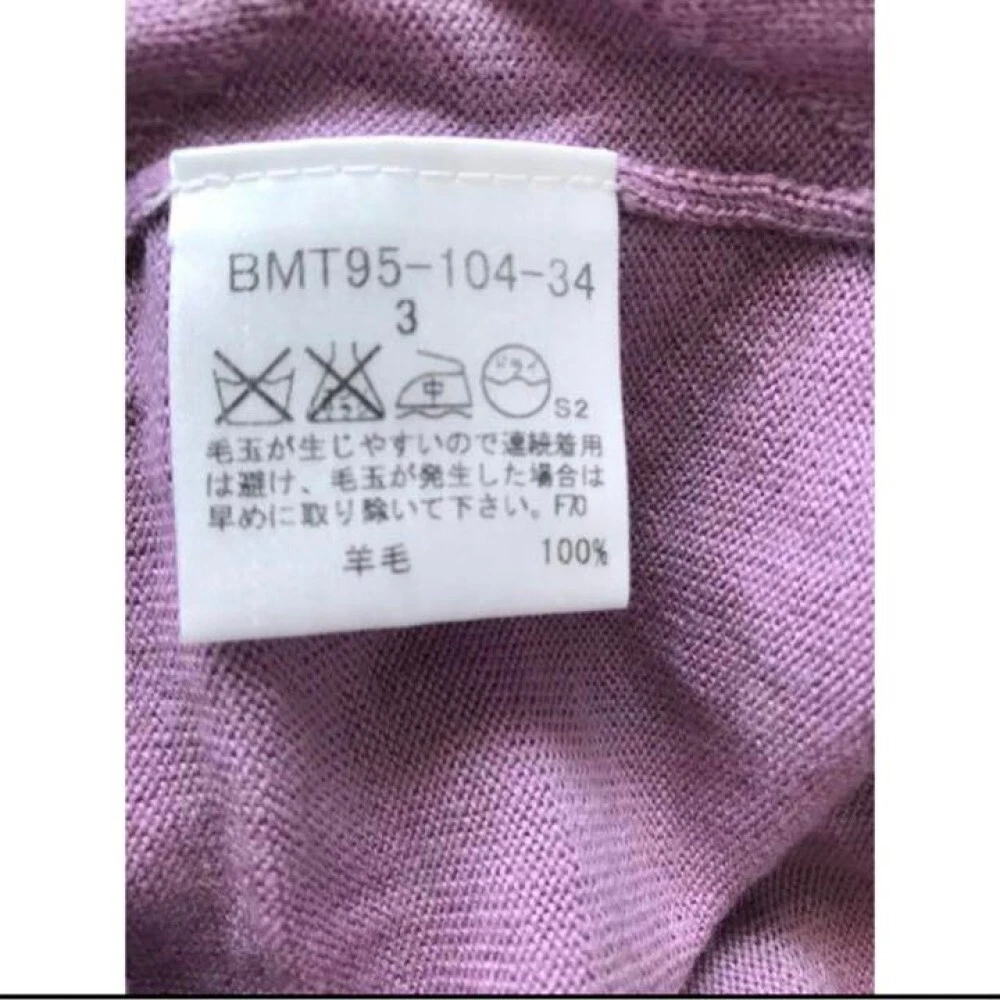 BMT95-104-34
3
中 ドライ S2
毛玉が生じやすいので連続着用
は避け、毛玉が発生した場合は
早めに取り除いて下さい。F70
羊毛 100%